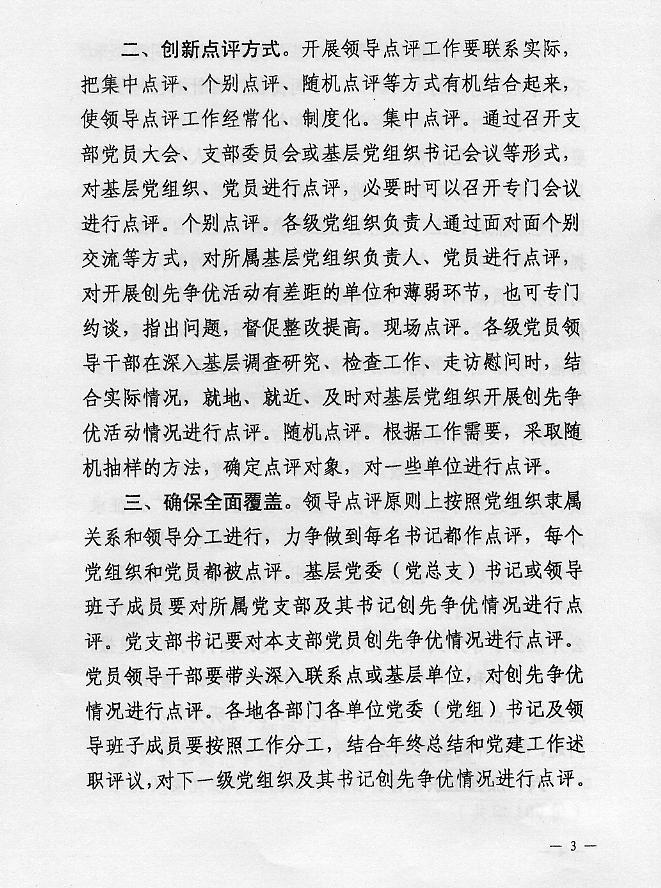 二、创新点评方式。开展领导点评工作要联系实际，
把集中点评、个别点评、随机点评等方式有机结合起来，
使领导点评工作经常化、制度化。集中点评。通过召开支
部党员大会、支部委员会或基层党组织书记会议等形式，
对基层党组织、党员进行点评，必要时可以召开专门会议
进行点评。个别点评。各级党组织负责人通过面对面个别
交流等方式，对所属基层党组织负责人、党员进行点评，
对开展创先争优活动有差距的单位和薄弱环节，也可专门
约谈，指出问题，督促整改提高。现场点评。各级党员领
导干部在深入基层调查研究、检查工作、走访慰问时，结
合实际情况，就地、就近、及时对基层党组织开展创先争
优活动情况进行点评。随机点评。根据工作需要，采取随
机抽样的方法，确定点评对象，对一些单位进行点评。
三、确保全面覆盖。领导点评原则上按照党组织隶属
关系和领导分工进行，力争做到每名书记都作点评，每个
党组织和党员都被点评。基层党委（党总支）书记或领导
班子成员要对所属党支部及其书记创先争优情况进行点
评。党支部书记要对本支部党员创先争优情况进行点评。
党员领导干部要带头深入联系点或基层单位，对创先争优
情况进行点评。各地各部门各单位党委（党组）书记及领
导班子成员要按照工作分工，结合年终总结和党建工作述
职评议，对下一级党组织及其书记创先争优情况进行点评。
— 3 —